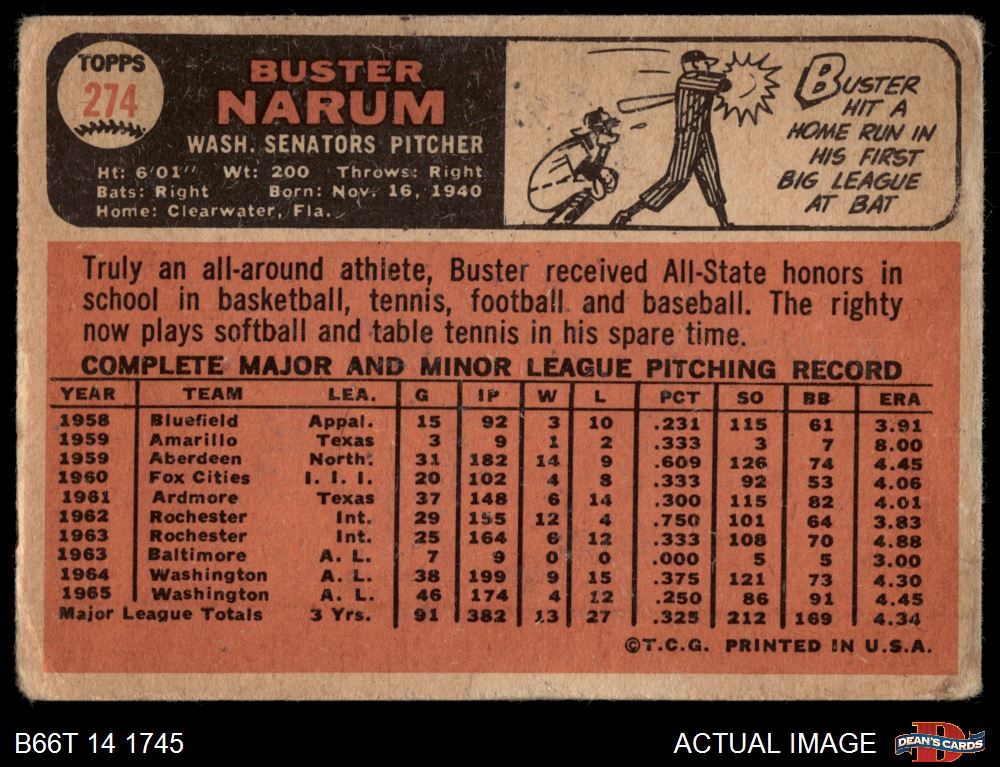 TOPPS
274
BUSTER
NARUM
WASH. SENATORS PITCHER
Ht: 6'01" Wt: 200 Throws: Right
Bats: Right Born: Nov. 16, 1940
Home: Clearwater, Fla.
BUSTER
HIT A
HOME RUN IN
HIS FIRST
BIG LEAGUE
AT BAT
Truly an all-around athlete, Buster received All-State honors in
school in basketball, tennis, football and baseball. The righty
now plays softball and table tennis in his spare time.
COMPLETE MAJOR AND MINOR LEAGUE PITCHING RECORD
YEAR TEAM LEA. G IP W L PCT SO BB ERA
1958 Bluefield Appal. 15 92 3 10 .231 115 61 3.91
1959 Amarillo Texas 3 9 1 2 .333 3 7 8.00
1959 Aberdeen North. 31 182 14 9 .609 126 74 4.45
1960 Fox Cities I. I. I. 20 102 4 8 .333 92 53 4.06
1961 Ardmore Texas 37 148 6 14 .300 115 82 4.01
1962 Rochester Int. 29 155 12 4 .750 101 64 3.83
1963 Rochester Int. 25 164 6 12 .333 108 70 4.88
1963 Baltimore A. L. 7 9 0 0 .000 5 5 3.00
1964 Washington A. L. 38 199 9 15 .375 121 73 4.30
1965 Washington A. L. 46 174 4 12 .250 86 91 4.45
Major League Totals 3 Yrs. 91 382 13 27 .325 212 169 4.34
©T.C.G. PRINTED IN U.S.A.
B66T 14 1745
ACTUAL IMAGE
DEAN'S CARDS